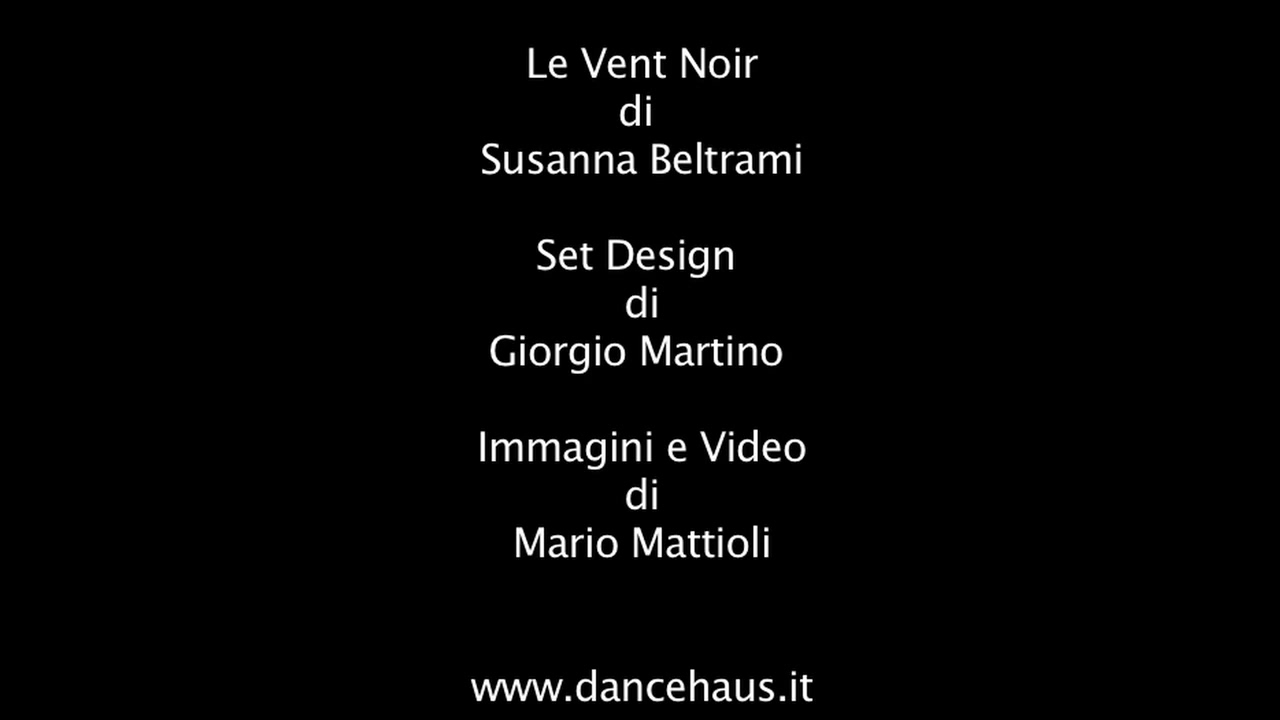 Le Vent Noir
di
Susanna Beltrami
Set Design
di
Giorgio Martino
Immagini e Video
di
Mario Mattioli
www.dancehaus.it